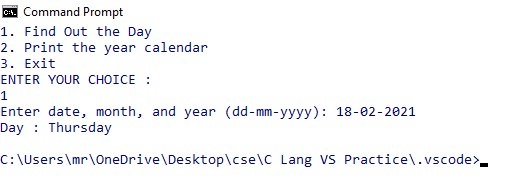 Command Prompt
1. Find Out the Day
2. Print the year calendar
3. Exit
ENTER YOUR CHOICE :
1
Enter date, month, and year (dd-mm-yyyy): 18-02-2021
Day : Thursday
C:\Users\mr\OneDrive\Desktop\cse\C Lang VS Practice\.vscode>